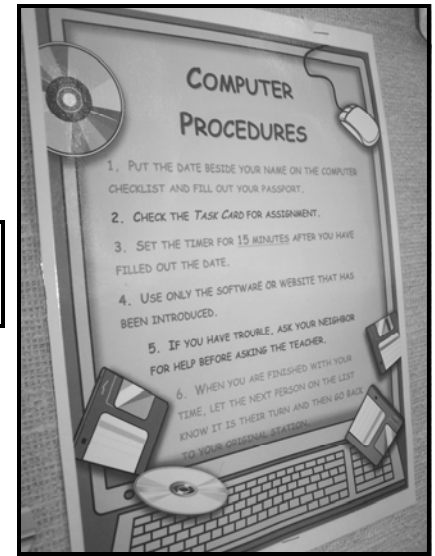 COMPUTER
PROCEDURES
1. PUT THE DATE BESIDE YOUR NAME ON THE COMPUTER
CHECKLIST AND FILL OUT YOUR PASSPORT.
2. CHECK THE TASK CARD FOR ASSIGNMENT.
3. SET THE TIMER FOR 15 MINUTES AFTER YOU HAVE
FILLED OUT THE DATE.
4. USE ONLY THE SOFTWARE OR WEBSITE THAT HAS
BEEN INTRODUCED.
5. IF YOU HAVE TROUBLE, ASK YOUR NEIGHBOR
FOR HELP BEFORE ASKING THE TEACHER.
6. WHEN YOU ARE FINISHED WITH YOUR
TIME, LET THE NEXT PERSON ON THE LIST
KNOW IT IS THEIR TURN AND THEN GO BACK
TO YOUR ORIGINAL STATION.